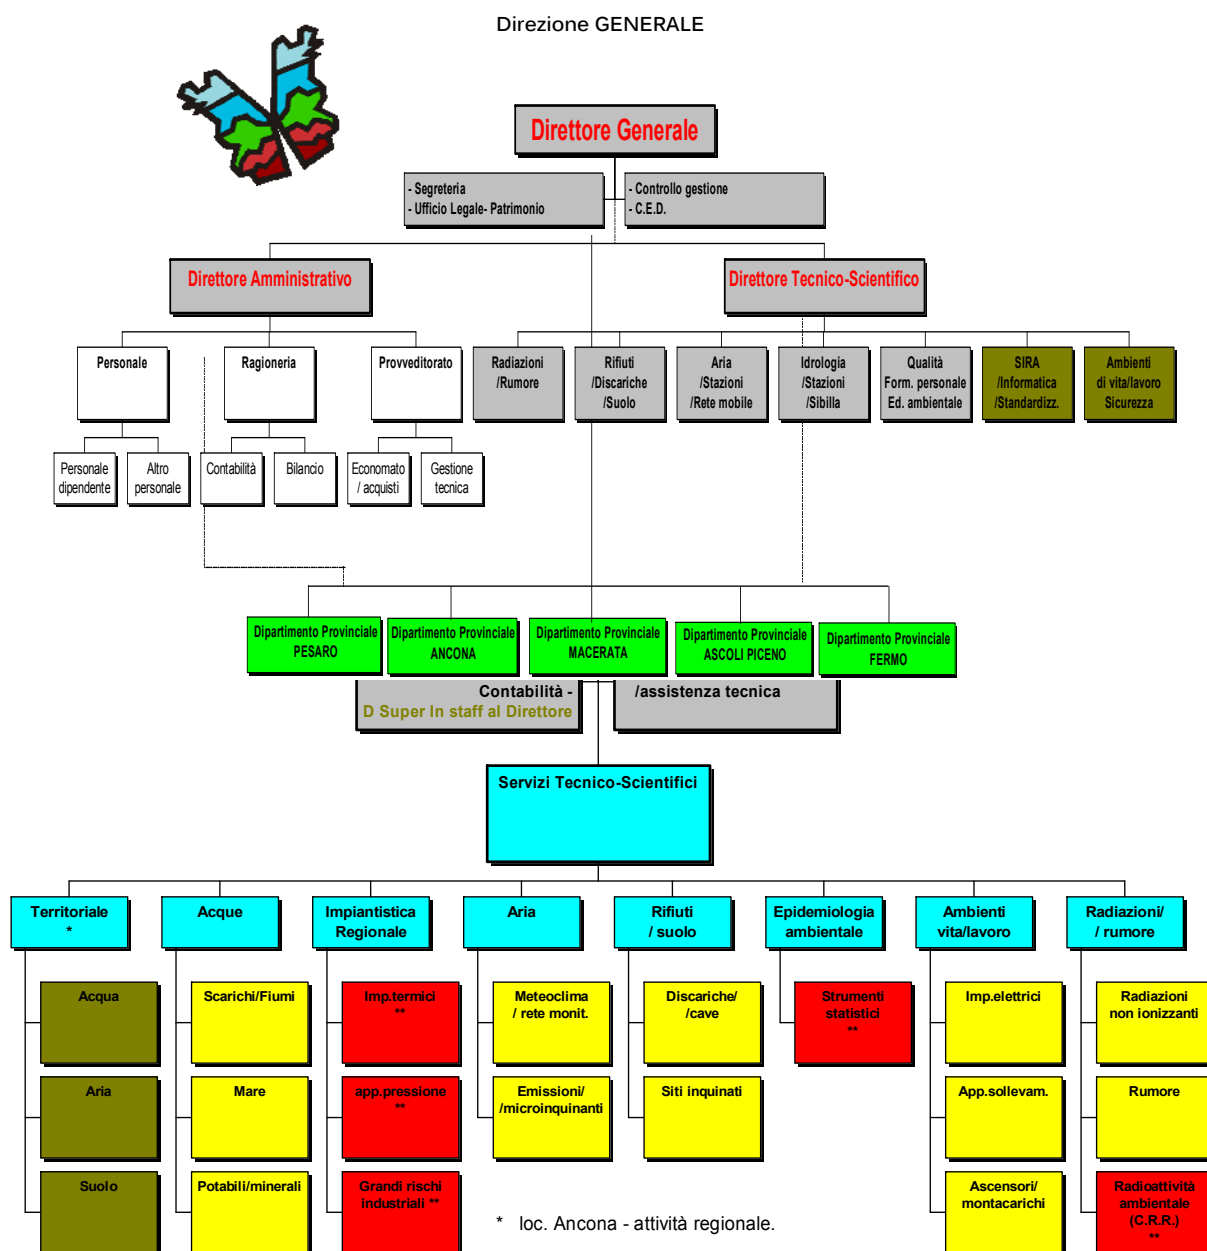 Direzione GENERALE
Direttore Generale
- Segreteria
- Ufficio Legale- Patrimonio
- Controllo gestione
- C.E.D.
Direttore Amministrativo
Direttore Tecnico-Scientifico
Personale
Ragioneria
Provveditorato
Radiazioni
/Rumore
Rifiuti
/Discariche
/Suolo
Aria
/Stazioni
/Rete mobile
Idrologia
/Stazioni
/Sibilla
Qualità
Form. personale
Ed. ambientale
SIRA
/Informatica
/Standardizz.
Ambienti
di vita/lavoro
Sicurezza
Personale
dipendente
Altro
personale
Contabilità
Bilancio
Economato
/ acquisti
Gestione
tecnica
Dipartimento Provinciale
PESARO
Dipartimento Provinciale
ANCONA
Dipartimento Provinciale
MACERATA
Dipartimento Provinciale
ASCOLI PICENO
Dipartimento Provinciale
FERMO
Contabilità -
D Super In staff al Direttore
/assistenza tecnica
Servizi Tecnico-Scientifici
Territoriale
*
Acque
Impiantistica
Regionale
Aria
Rifiuti
/ suolo
Epidemiologia
ambientale
Ambienti
vita/lavoro
Radiazioni/
/ rumore
Acqua
Scarichi/Fiumi
Imp.termici
**
Meteoclima
/ rete monit.
Discariche/
/cave
Strumenti
statistici
**
Imp.elettrici
Radiazioni
non ionizzanti
Aria
Mare
app.pressione
**
Emissioni/
/microinquinanti
Siti inquinati
App.sollevam.
Rumore
Suolo
Potabili/minerali
Grandi rischi
industriali **
Ascensori/
montacarichi
Radioattività
ambientale
(C.R.R.)
**
* loc. Ancona - attività regionale.